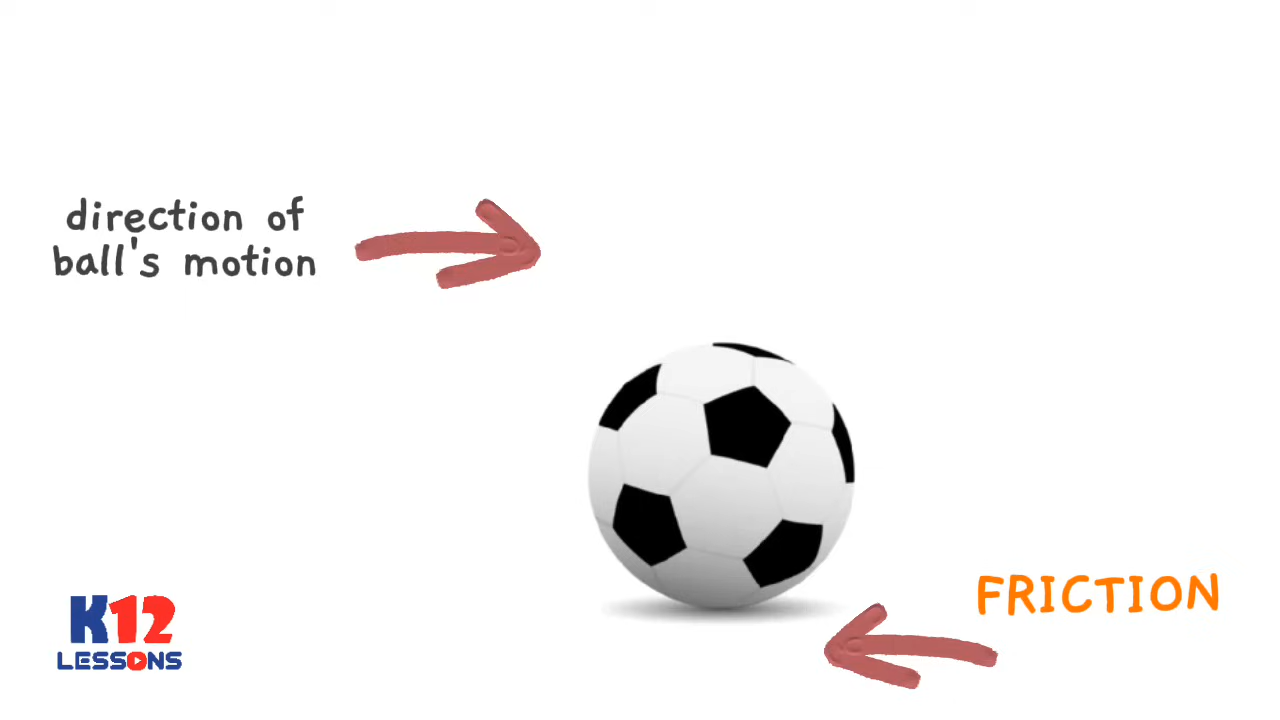 direction of
ball's motion
FRICTION
K12
LESSONS